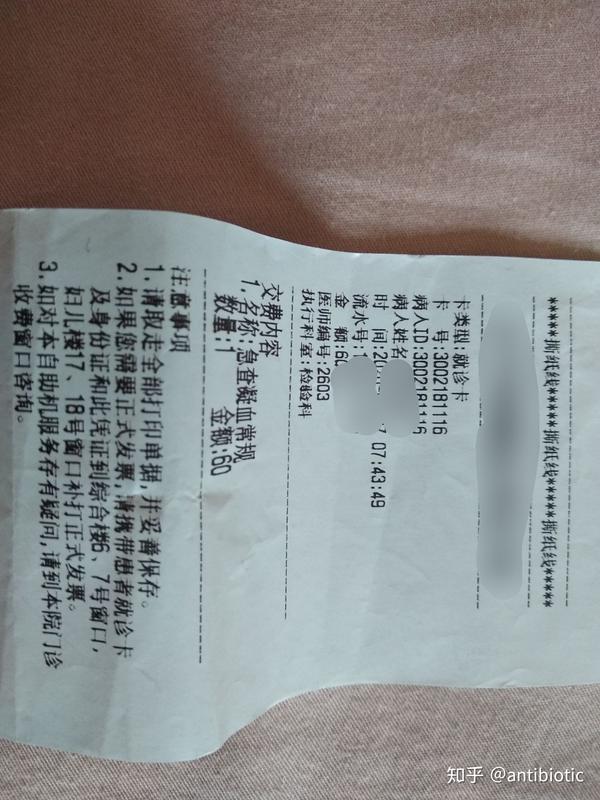 *****撕纸线*****撕纸线*****撕纸线*****
卡类型:就诊卡
卡 号:3002181116
病人ID:3002181116
病人姓名
时 间:20 07:43:49
流水号:1
金 额:60
医师编号:2603
执行科室:检验科
交费内容
1.名称:急查凝血常规
数量:1 金额:60
注意事项
1.请取走全部打印单据,并妥善保存。
2.如果您需要正式发票,请携带患者就诊卡
及身份证和此凭证到综合楼6、7号窗口,
妇儿楼17、18号窗口补打正式发票。
3.如对本自助机服务存有疑问,请到本院门诊
收费窗口咨询。
知乎 @antibiotic